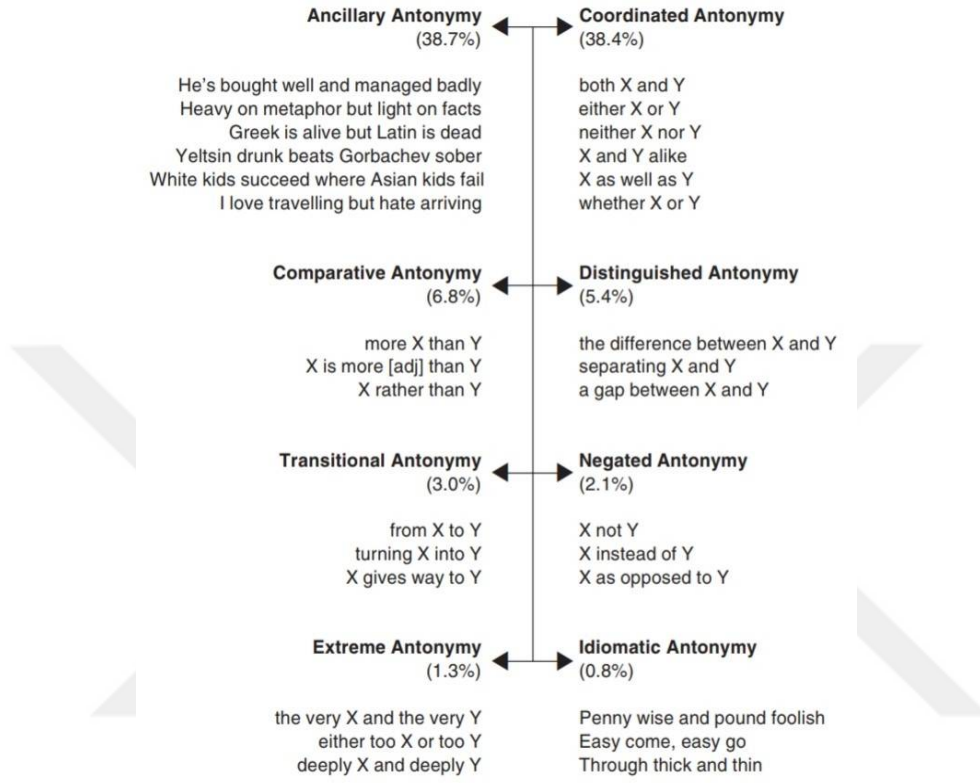 Ancillary Antonymy
(38.7%)
He's bought well and managed badly
Heavy on metaphor but light on facts
Greek is alive but Latin is dead
Yeltsin drunk beats Gorbachev sober
White kids succeed where Asian kids fail
I love travelling but hate arriving
Coordinated Antonymy
(38.4%)
both X and Y
either X or Y
neither X nor Y
X and Y alike
X as well as Y
whether X or Y
Comparative Antonymy
(6.8%)
more X than Y
X is more [adj] than Y
X rather than Y
Distinguished Antonymy
(5.4%)
the difference between X and Y
separating X and Y
a gap between X and Y
Transitional Antonymy
(3.0%)
from X to Y
turning X into Y
X gives way to Y
Negated Antonymy
(2.1%)
X not Y
X instead of Y
X as opposed to Y
Extreme Antonymy
(1.3%)
the very X and the very Y
either too X or too Y
deeply X and deeply Y
Idiomatic Antonymy
(0.8%)
Penny wise and pound foolish
Easy come, easy go
Through thick and thin